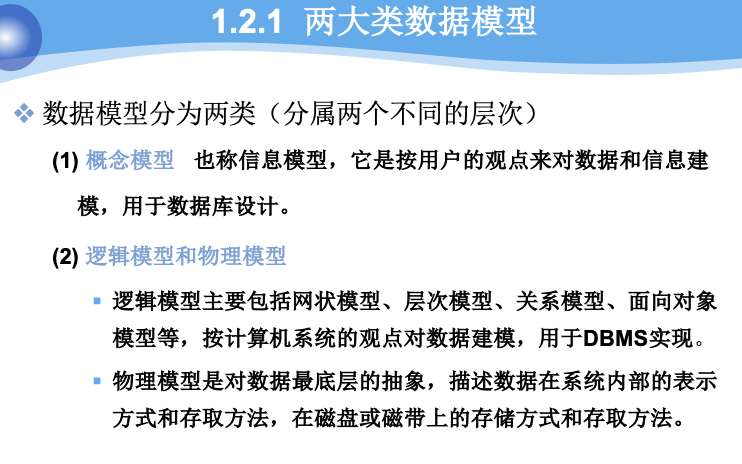 1.2.1 两大类数据模型
数据模型分为两类（分属两个不同的层次）
(1) 概念模型 也称信息模型，它是按用户的观点来对数据和信息建
模，用于数据库设计。
(2) 逻辑模型和物理模型
逻辑模型主要包括网状模型、层次模型、关系模型、面向对象
模型等，按计算机系统的观点对数据建模，用于DBMS实现。
物理模型是对数据最底层的抽象，描述数据在系统内部的表示
方式和存取方法，在磁盘或磁带上的存储方式和存取方法。